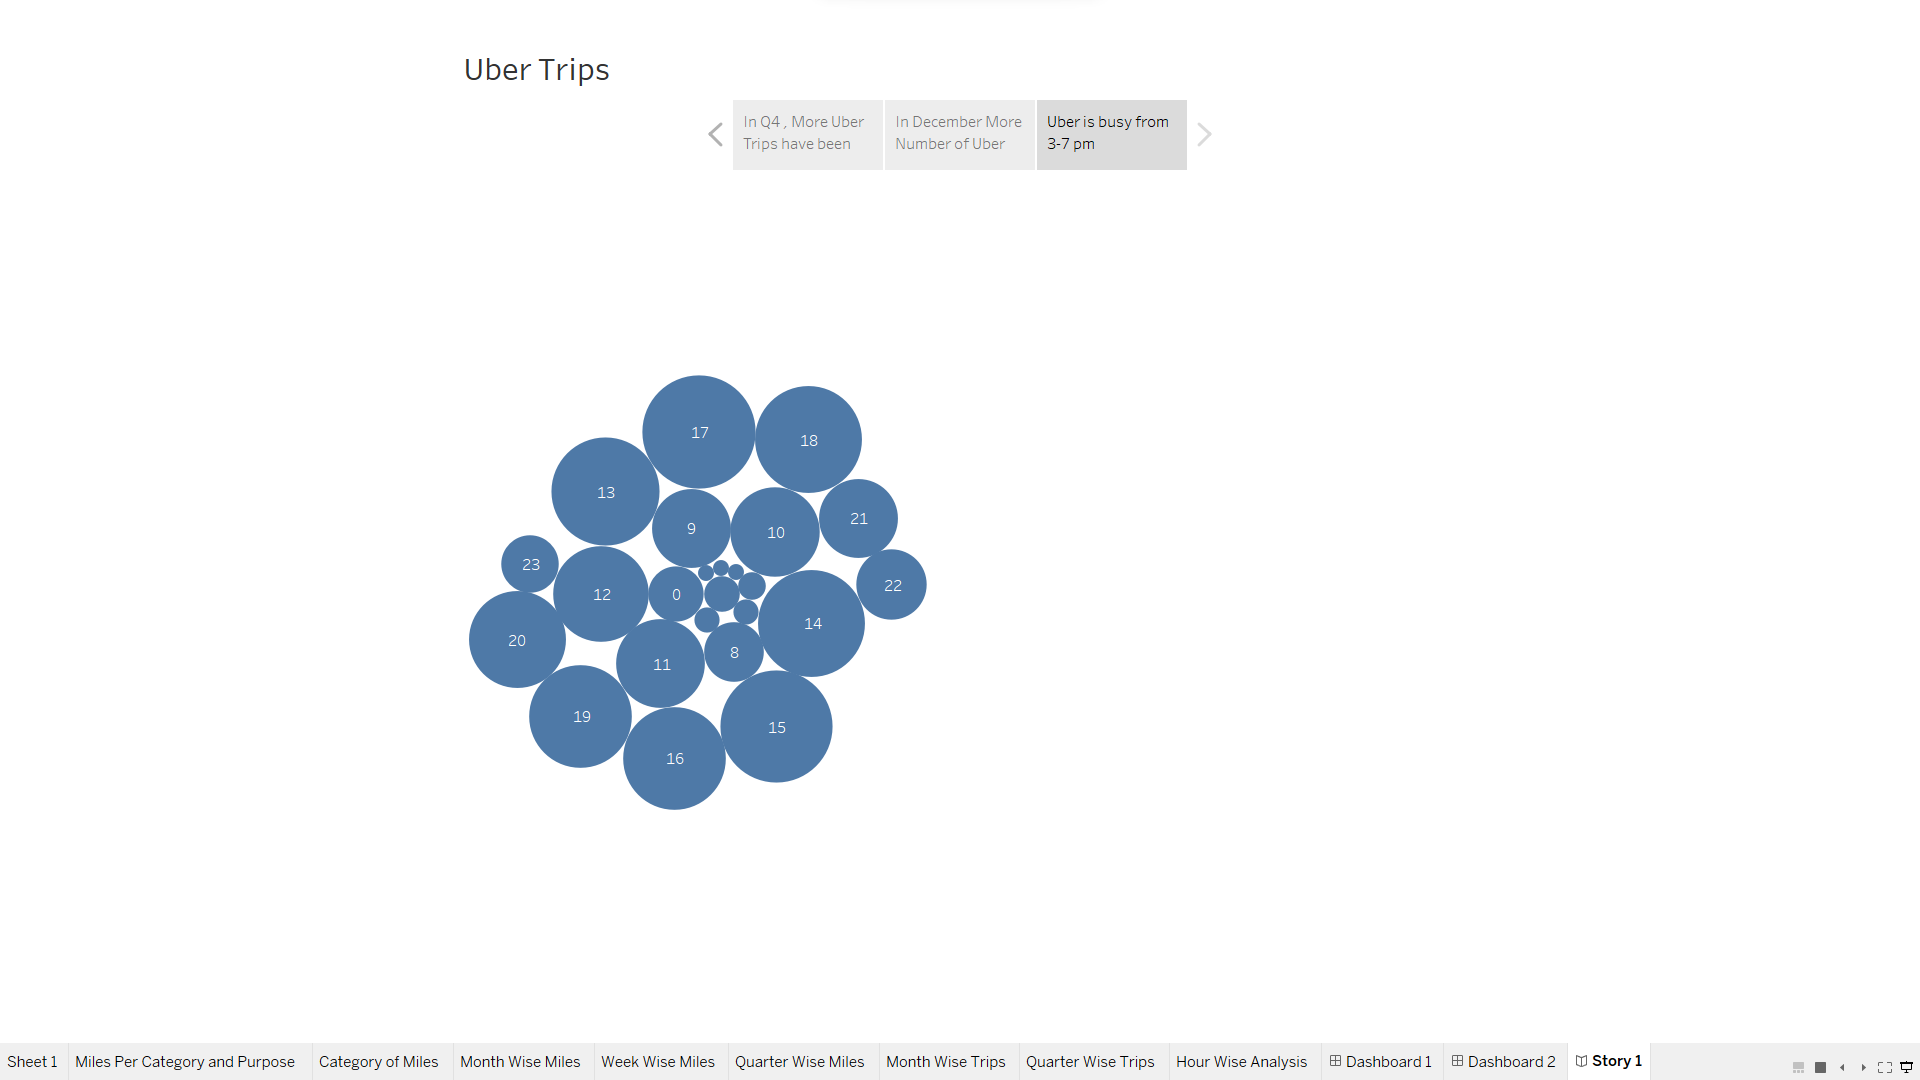 Uber Trips
In Q4 , More Uber
Trips have been
In December More
Number of Uber
Uber is busy from
3-7 pm
17
18
13
9
10
21
23
12
0
22
14
20
11
8
19
16
15
Sheet 1
Miles Per Category and Purpose
Category of Miles
Month Wise Miles
Week Wise Miles
Quarter Wise Miles
Month Wise Trips
Quarter Wise Trips
Hour Wise Analysis
Dashboard 1
Dashboard 2
Story 1